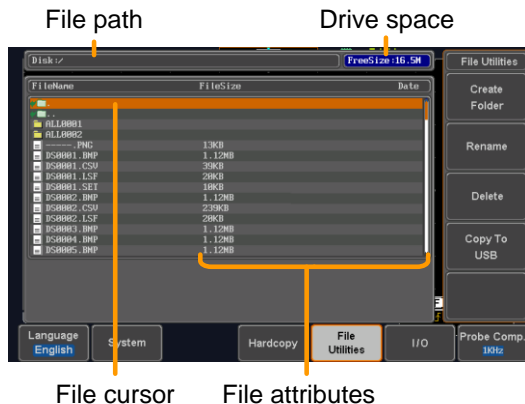 File path
Drive space
Disk:/
FreeSize:16.5M
File Utilities
FileName FileSize Date
.
..
ALL0001
ALL0002
-----.PNG 13KB
DS0001.BMP 1.12MB
DS0001.CSV 39KB
DS0001.LSF 20KB
DS0001.SET 10KB
DS0002.BMP 1.12MB
DS0002.CSV 239KB
DS0002.LSF 20KB
DS0003.BMP 1.12MB
DS0004.BMP 1.12MB
DS0005.BMP 1.12MB
Create
Folder
Rename
Delete
Copy To
USB
F
Language
English
System
Hardcopy
File
Utilities
I/O
Probe Comp.
1KHz
File cursor
File attributes